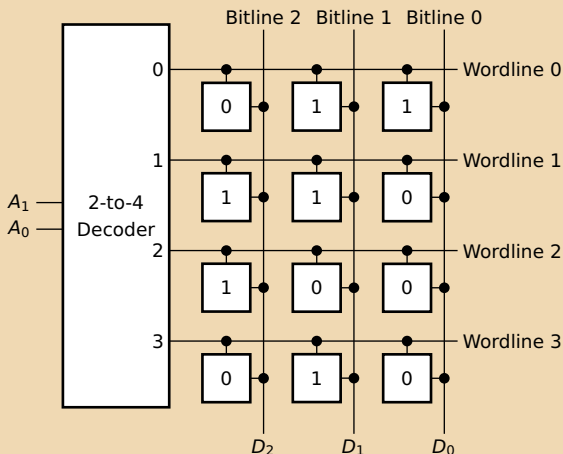 Bitline 2 Bitline 1 Bitline 0
0 Wordline 0
0 1 1
1 Wordline 1
1 1 0
A₁ 2-to-4
A₀ Decoder
2 Wordline 2
1 0 0
3 Wordline 3
0 1 0
D₂ D₁ D₀